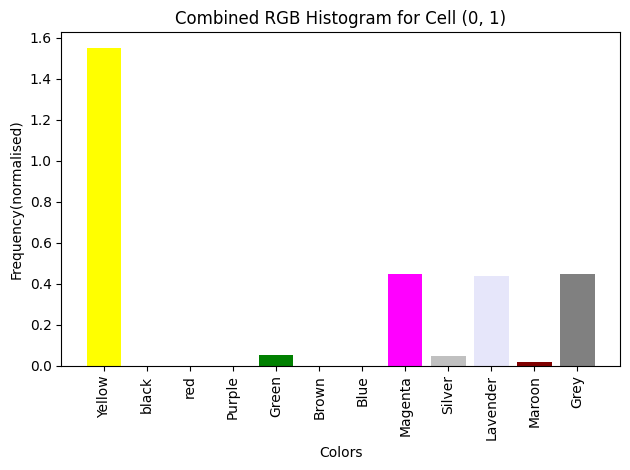 Combined RGB Histogram for Cell (0, 1)
Frequency(normalised)
1.6
1.4
1.2
1.0
0.8
0.6
0.4
0.2
0.0
Yellow
black
red
Purple
Green
Brown
Blue
Magenta
Silver
Lavender
Maroon
Grey
Colors